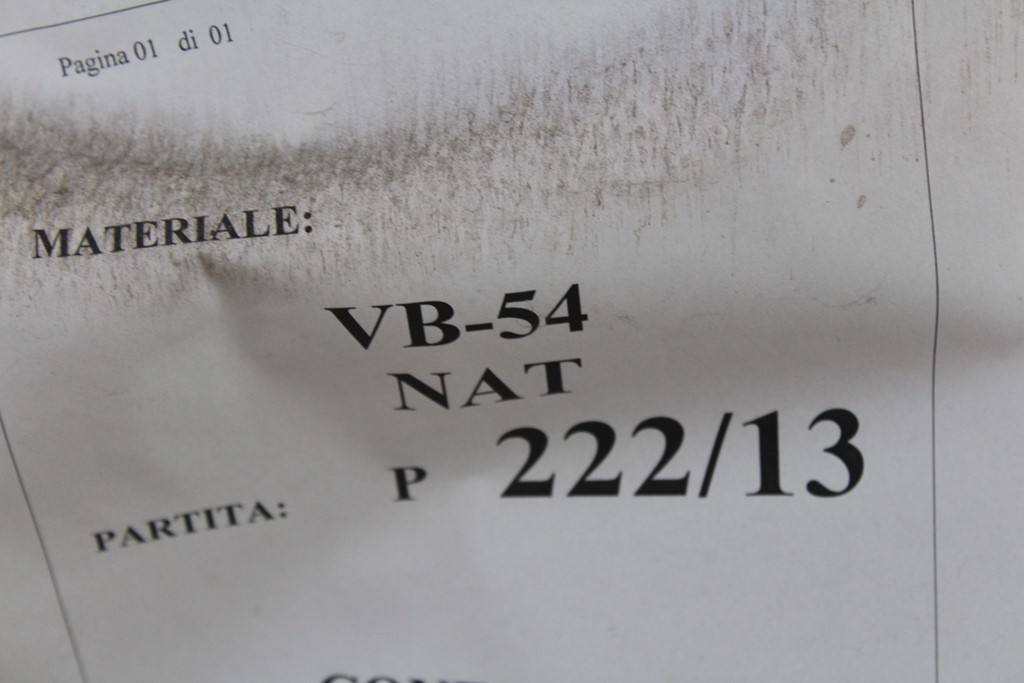 Pagina 01 di 01
MATERIALE:
VB-54
NAT
PARTITA: P 222/13